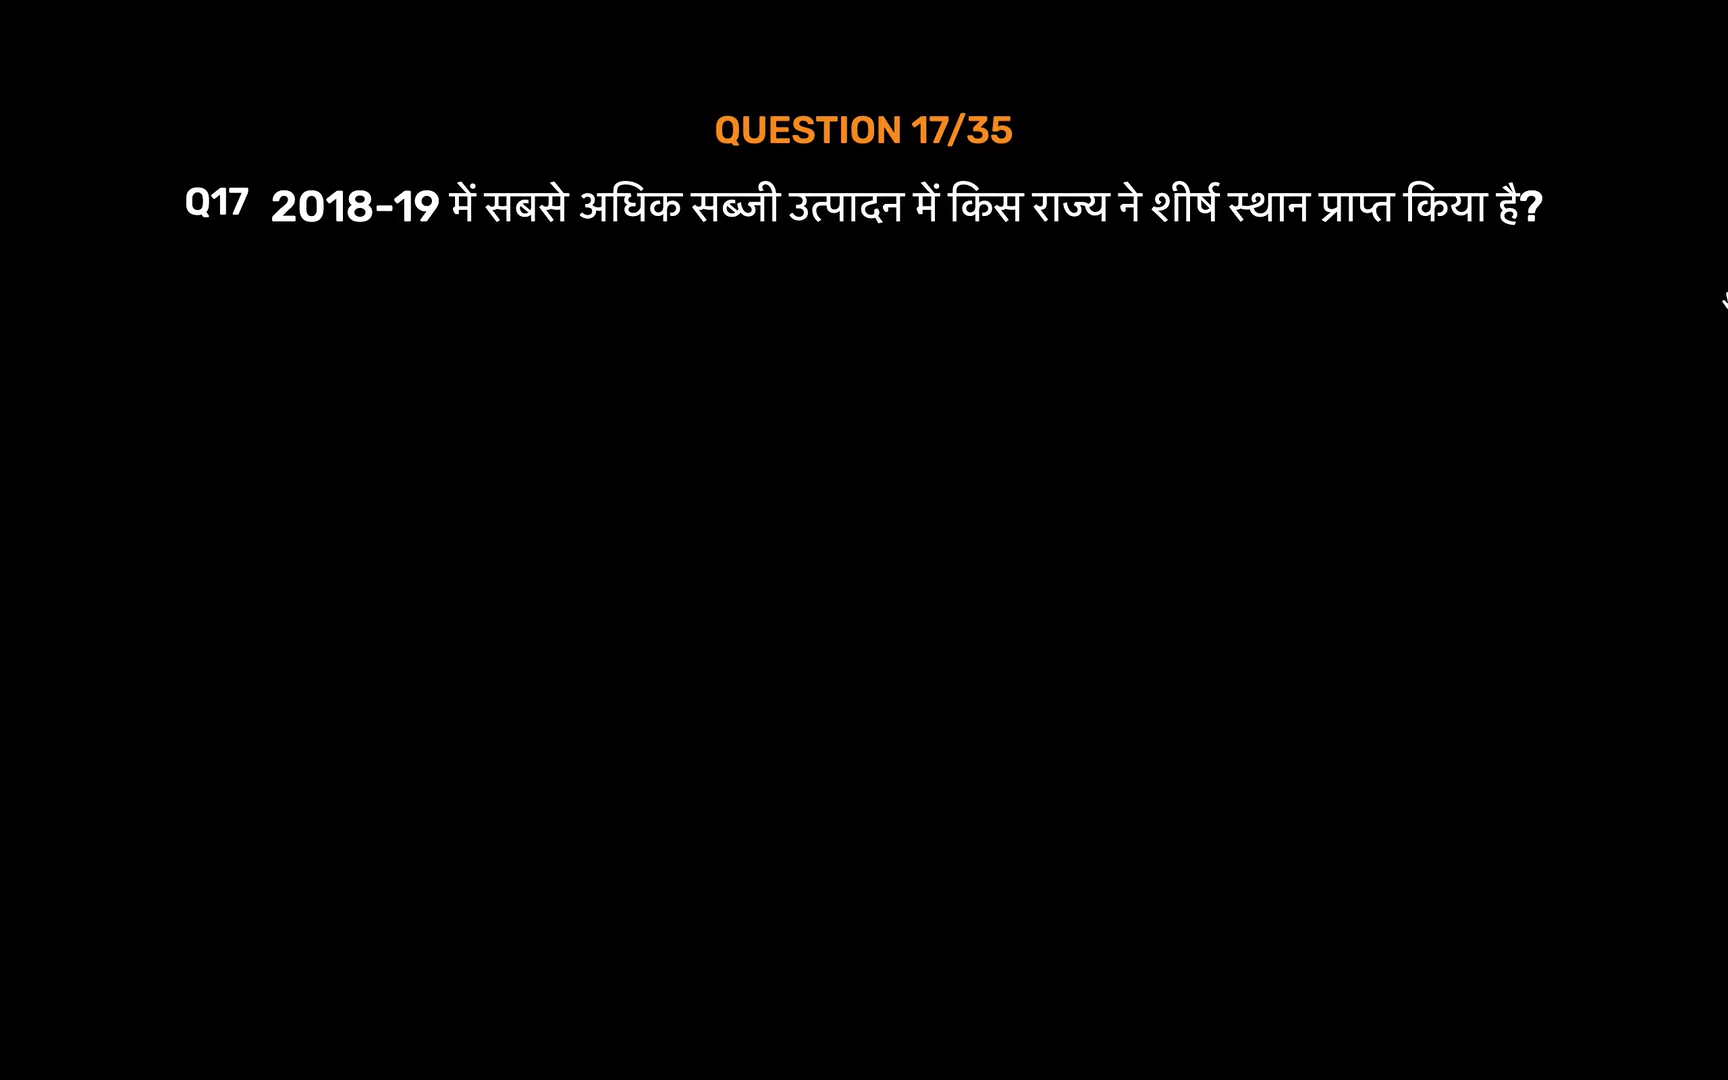 QUESTION 17/35
Q17 2018-19 में सबसे अधिक सब्जी उत्पादन में किस राज्य ने शीर्ष स्थान प्राप्त किया है?